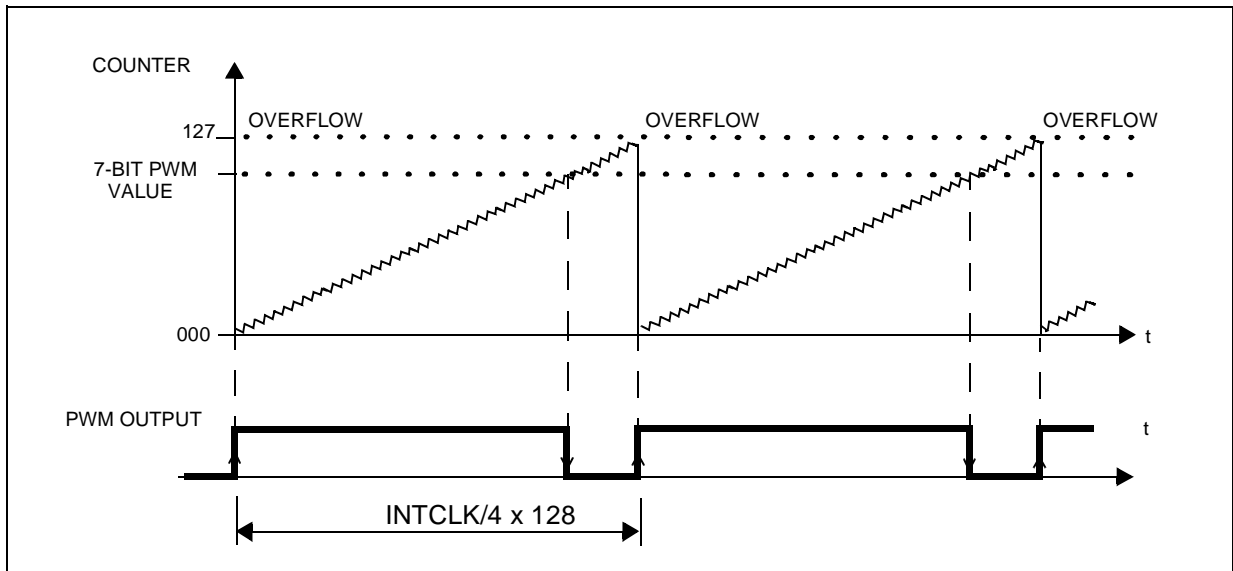 COUNTER
OVERFLOW OVERFLOW OVERFLOW
127
7-BIT PWM
VALUE
000
t
PWM OUTPUT
t
INTCLK/4 x 128